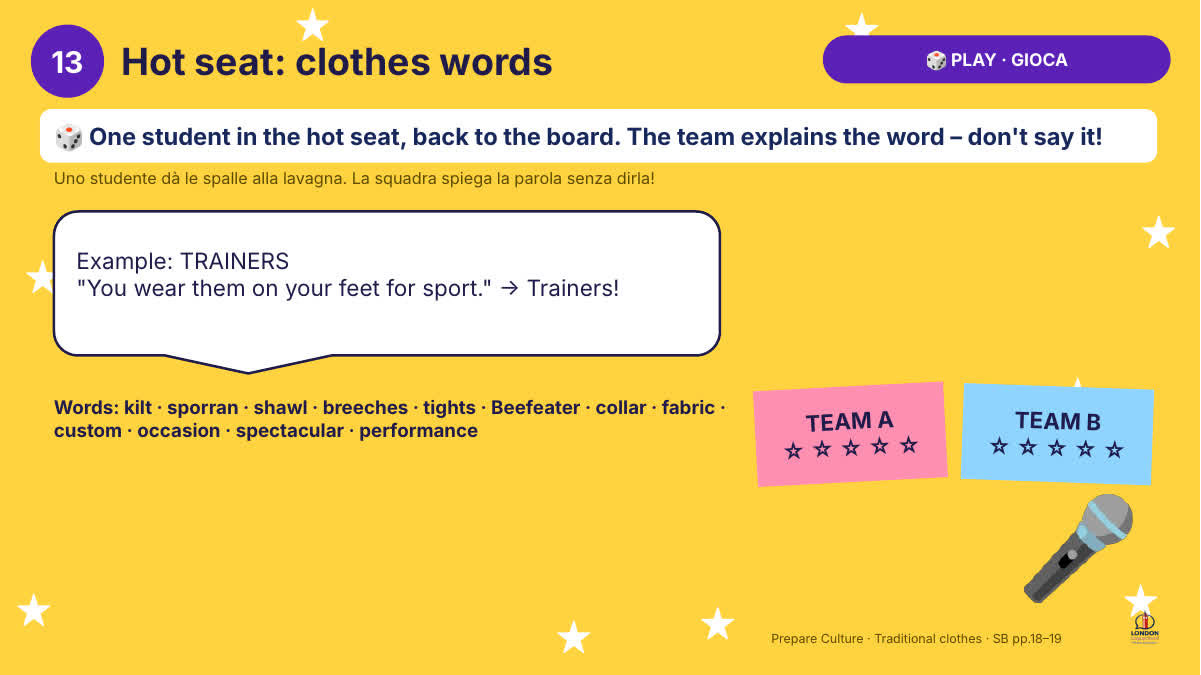 13
Hot seat: clothes words
🎲 PLAY · GIOCA
🎲 One student in the hot seat, back to the board. The team explains the word – don't say it!
Uno studente dà le spalle alla lavagna. La squadra spiega la parola senza dirla!
Example: TRAINERS
"You wear them on your feet for sport." → Trainers!
Words: kilt · sporran · shawl · breeches · tights · Beefeater · collar · fabric ·
custom · occasion · spectacular · performance
TEAM A
☆ ☆ ☆ ☆ ☆
TEAM B
☆ ☆ ☆ ☆ ☆
Prepare Culture · Traditional clothes · SB pp.18–19
LONDON